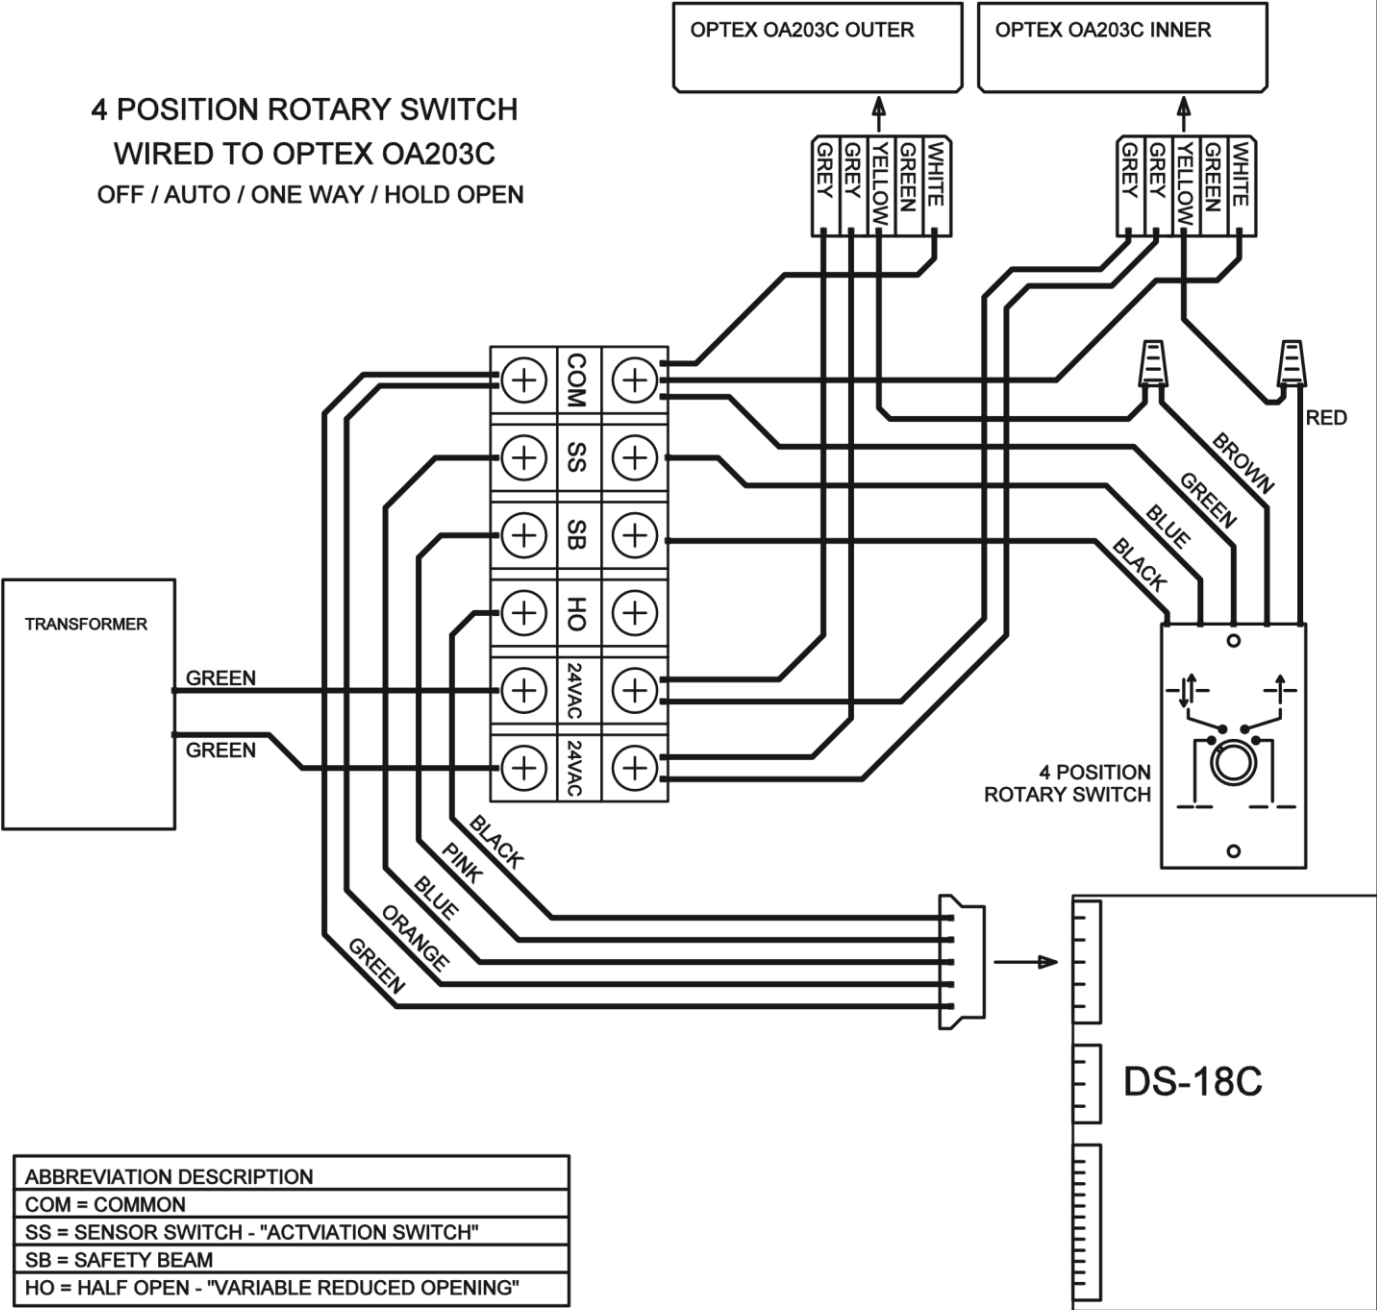 OPTEX OA203C OUTER
OPTEX OA203C INNER
4 POSITION ROTARY SWITCH
WIRED TO OPTEX OA203C
OFF / AUTO / ONE WAY / HOLD OPEN
GREY
GREY
YELLOW
GREEN
WHITE
GREY
GREY
YELLOW
GREEN
WHITE
COM
SS
SB
HO
24VAC
24VAC
RED
BROWN
GREEN
BLUE
BLACK
TRANSFORMER
GREEN
GREEN
4 POSITION
ROTARY SWITCH
BLACK
PINK
BLUE
ORANGE
GREEN
DS-18C
ABBREVIATION DESCRIPTION
COM = COMMON
SS = SENSOR SWITCH - "ACTVIATION SWITCH"
SB = SAFETY BEAM
HO = HALF OPEN - "VARIABLE REDUCED OPENING"